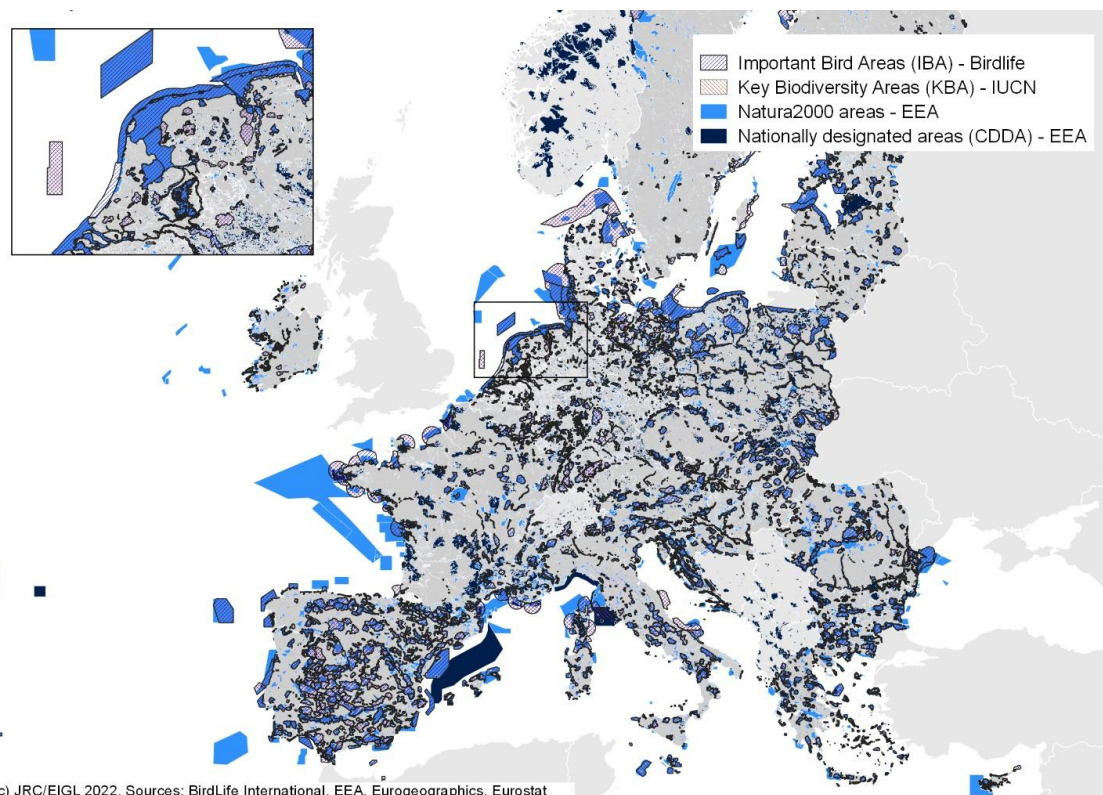 Important Bird Areas (IBA) - Birdlife
Key Biodiversity Areas (KBA) - IUCN
Natura2000 areas - EEA
Nationally designated areas (CDDA) - EEA
c) JRC/EIGL 2022. Sources: BirdLife International, EEA, Eurogeographics, Eurostat